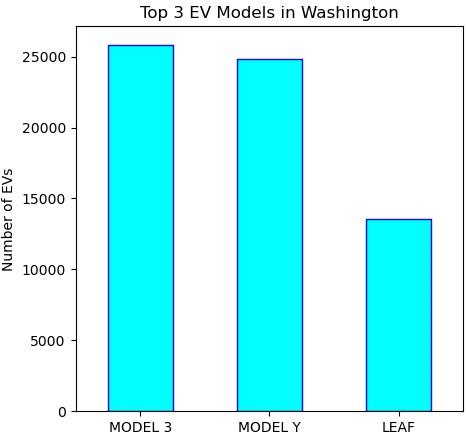 Top 3 EV Models in Washington
Number of EVs
25000
20000
15000
10000
5000
0
MODEL 3 MODEL Y LEAF